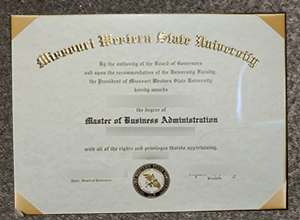 Missouri Western State University
By the authority of the Board of Governors
and upon the recommendation of the University Faculty,
the President of Missouri Western State University
hereby awards
the degree of
Master of Business Administration
with all of the rights and privileges thereto appertaining.